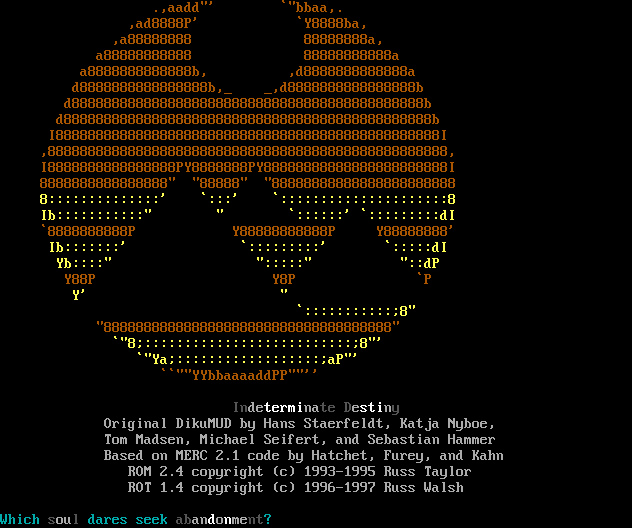 Indeterminate Destiny
Original DikuMUD by Hans Staerfeldt, Katja Nyboe,
Tom Madsen, Michael Seifert, and Sebastian Hammer
Based on MERC 2.1 code by Hatchet, Furey, and Kahn
ROM 2.4 copyright (c) 1993-1995 Russ Taylor
ROT 1.4 copyright (c) 1996-1997 Russ Walsh
Which soul dares seek abandonment?